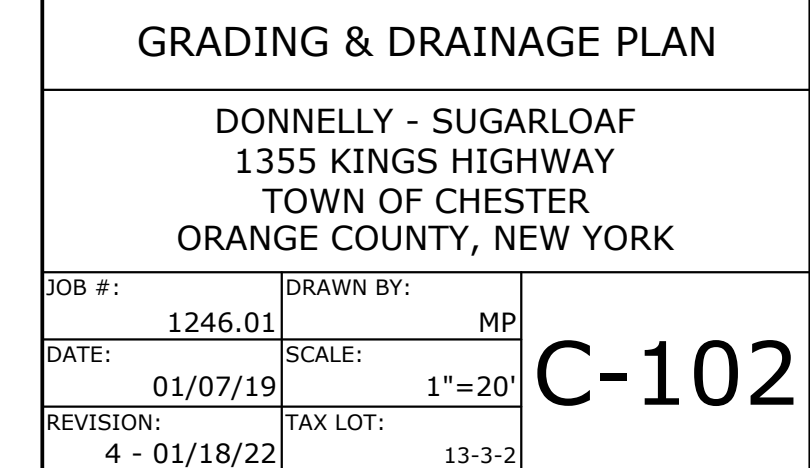 GRADING & DRAINAGE PLAN
DONNELLY - SUGARLOAF
1355 KINGS HIGHWAY
TOWN OF CHESTER
ORANGE COUNTY, NEW YORK
JOB #:
1246.01
DRAWN BY:
MP
DATE:
01/07/19
SCALE:
1"=20'
REVISION:
4 - 01/18/22
TAX LOT:
13-3-2
C-102